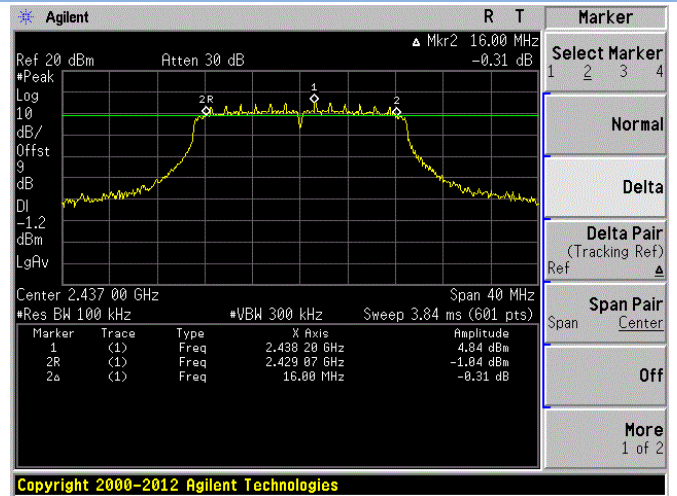 Agilent R T
Δ Mkr2 16.00 MHz
Ref 20 dBm Atten 30 dB -0.31 dB
#Peak
Log
10
dB/
Offst
9
dB
DI
-1.2
dBm
LgAv
2R
1
2
Center 2.437 00 GHz Span 40 MHz
#Res BW 100 kHz #VBW 300 kHz Sweep 3.84 ms (601 pts)
Marker Trace Type X Axis Amplitude
1 (1) Freq 2.438 20 GHz 4.84 dBm
2R (1) Freq 2.429 07 GHz -1.04 dBm
2Δ (1) Freq 16.00 MHz -0.31 dB
Copyright 2000-2012 Agilent Technologies
Marker
Select Marker
1 2 3 4
Normal
Delta
Delta Pair
(Tracking Ref)
Ref Δ
Span Pair
Span Center
Off
More
1 of 2